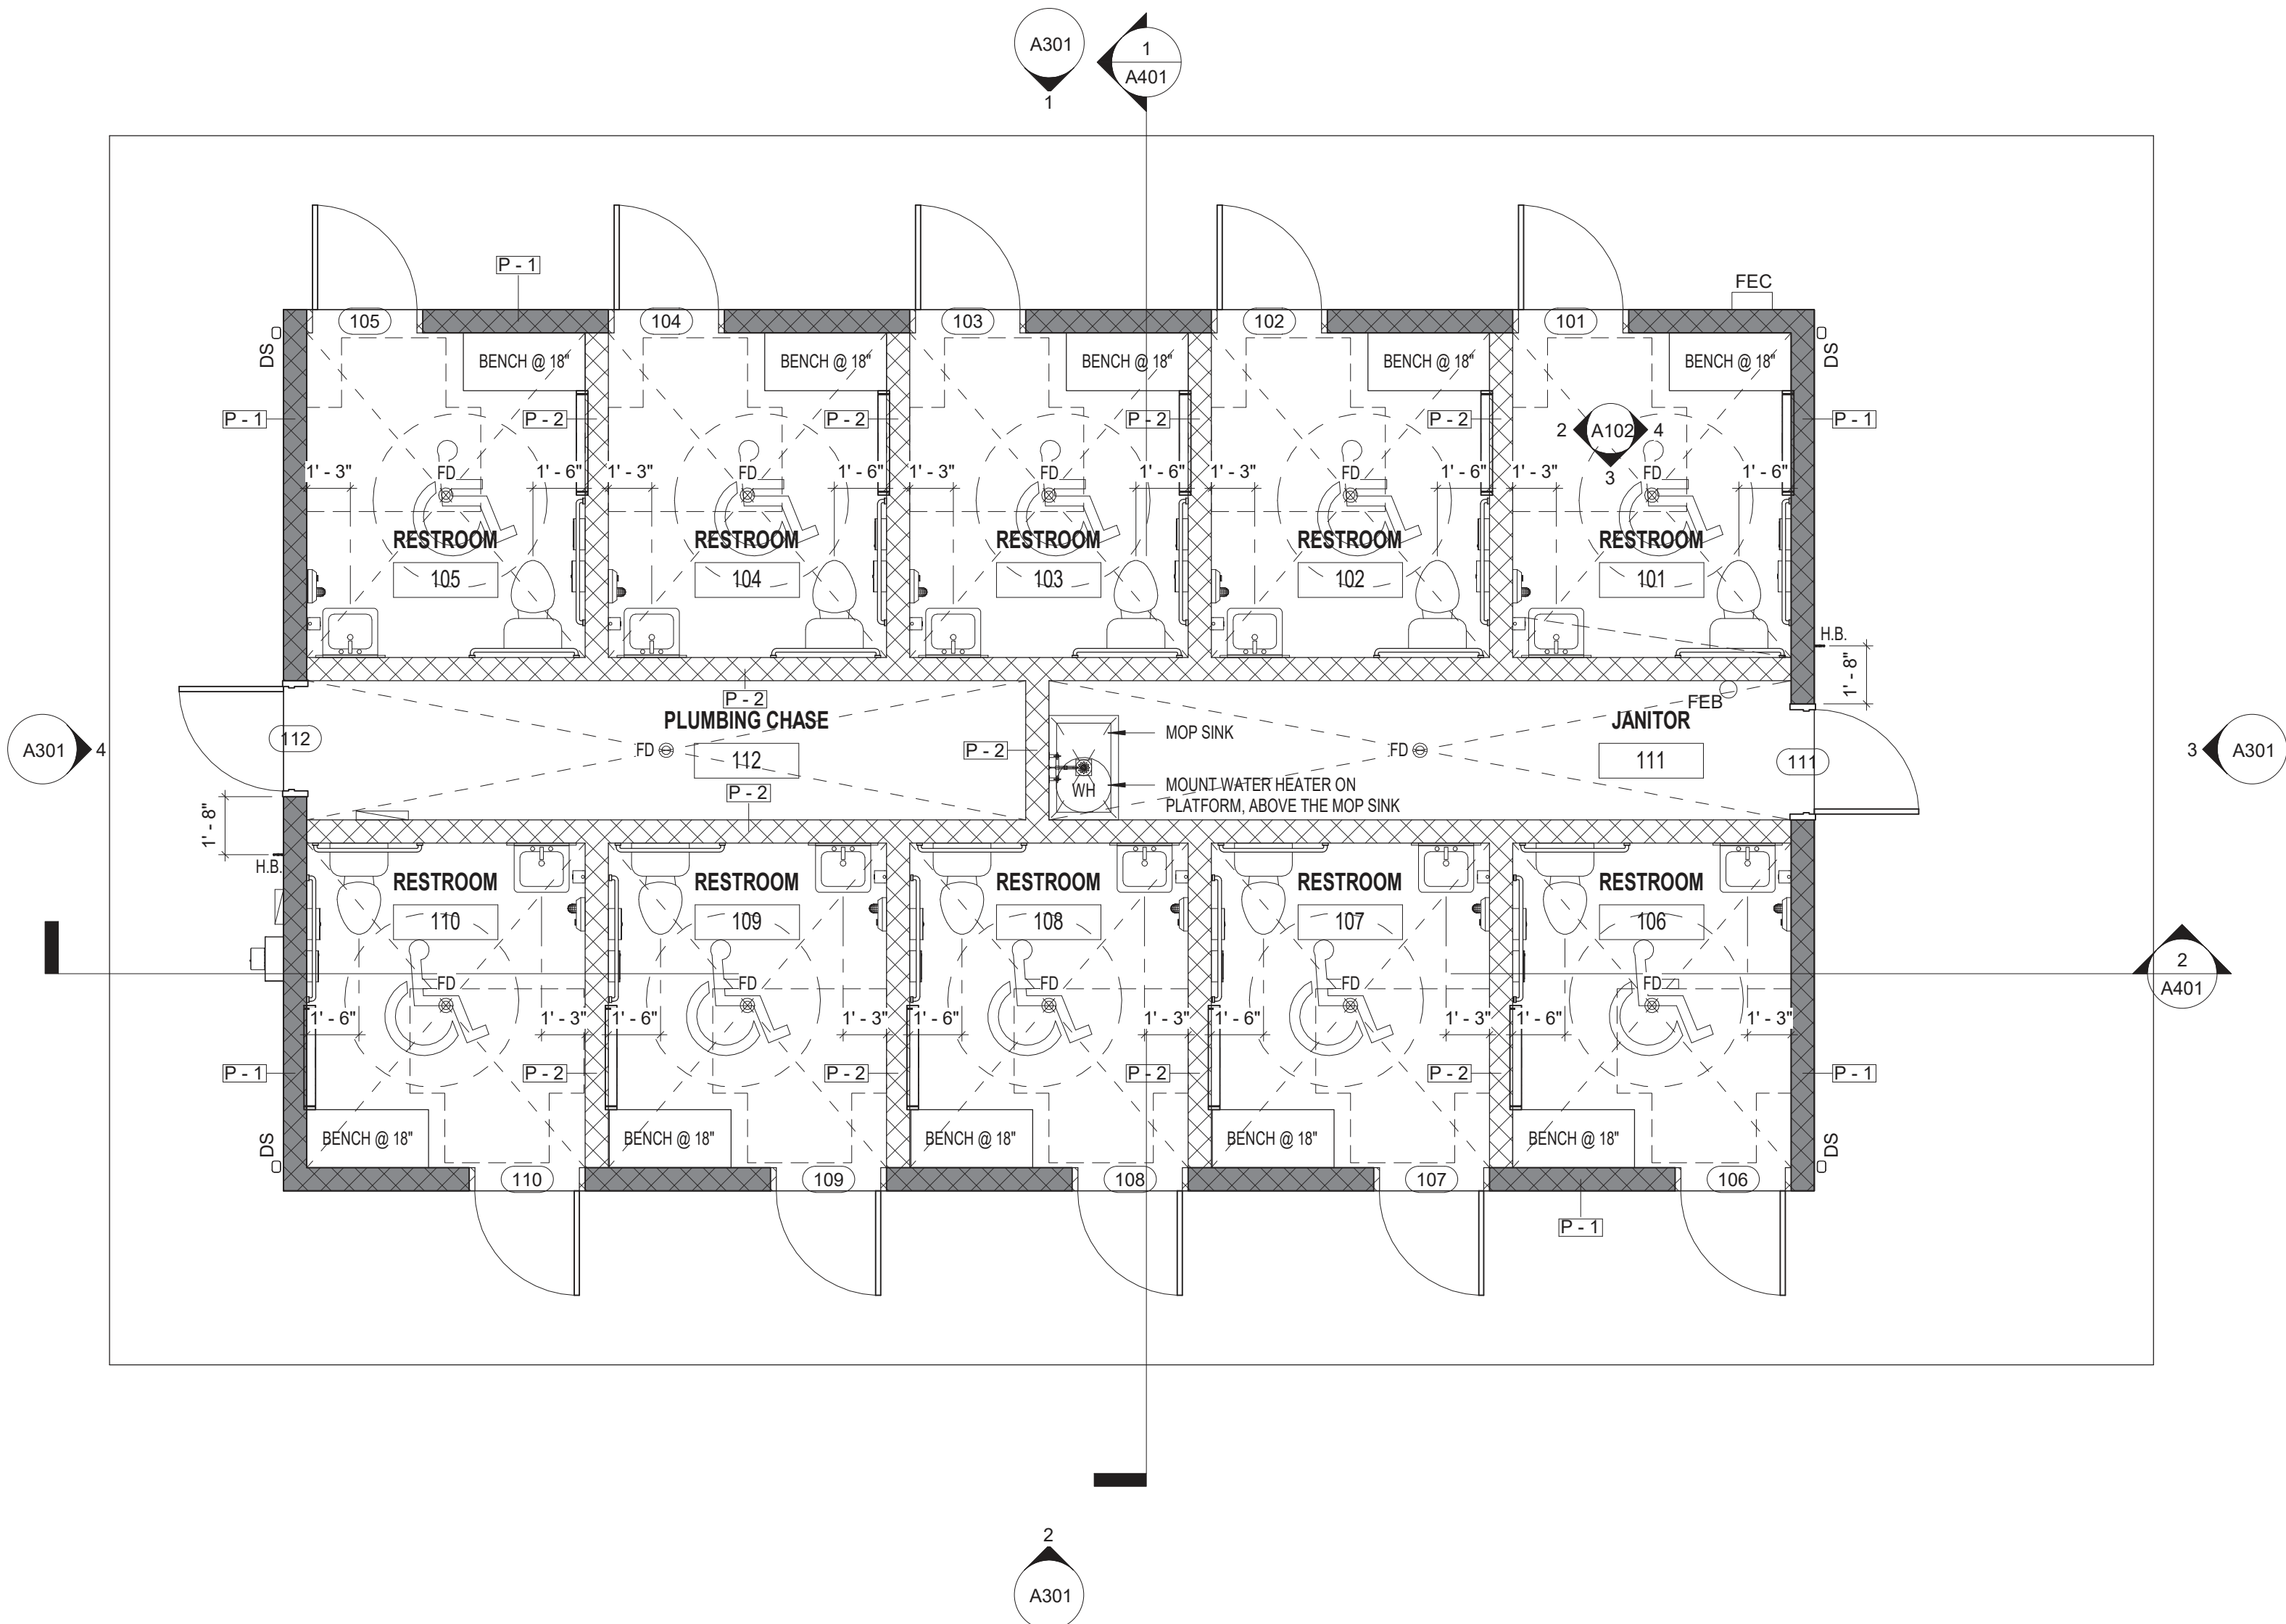 A301
1
1
A401
FEC
P - 1
105
104
103
102
101
DS
BENCH @ 18"
BENCH @ 18"
BENCH @ 18"
BENCH @ 18"
BENCH @ 18"
DS
P - 1
P - 2
P - 2
P - 2
P - 2
2
A102
4
3
P - 1
1' - 3"
FD
1' - 6"
1' - 3"
FD
1' - 6"
1' - 3"
FD
1' - 6"
1' - 3"
FD
1' - 6"
1' - 3"
FD
1' - 6"
RESTROOM
RESTROOM
RESTROOM
RESTROOM
RESTROOM
105
104
103
102
101
H.B.
1' - 8"
P - 2
FEB
PLUMBING CHASE
JANITOR
MOP SINK
A301
4
112
FD
112
P - 2
FD
111
111
3
A301
WH
MOUNT WATER HEATER ON
PLATFORM, ABOVE THE MOP SINK
P - 2
1' - 8"
H.B.
RESTROOM
RESTROOM
RESTROOM
RESTROOM
RESTROOM
110
109
108
107
106
FD
FD
FD
FD
FD
2
A401
1' - 6"
1' - 3"
1' - 6"
1' - 3"
1' - 6"
1' - 3"
1' - 6"
1' - 3"
1' - 6"
1' - 3"
P - 1
P - 2
P - 2
P - 2
P - 2
P - 1
DS
BENCH @ 18"
BENCH @ 18"
BENCH @ 18"
BENCH @ 18"
BENCH @ 18"
DS
110
109
108
107
106
P - 1
2
A301